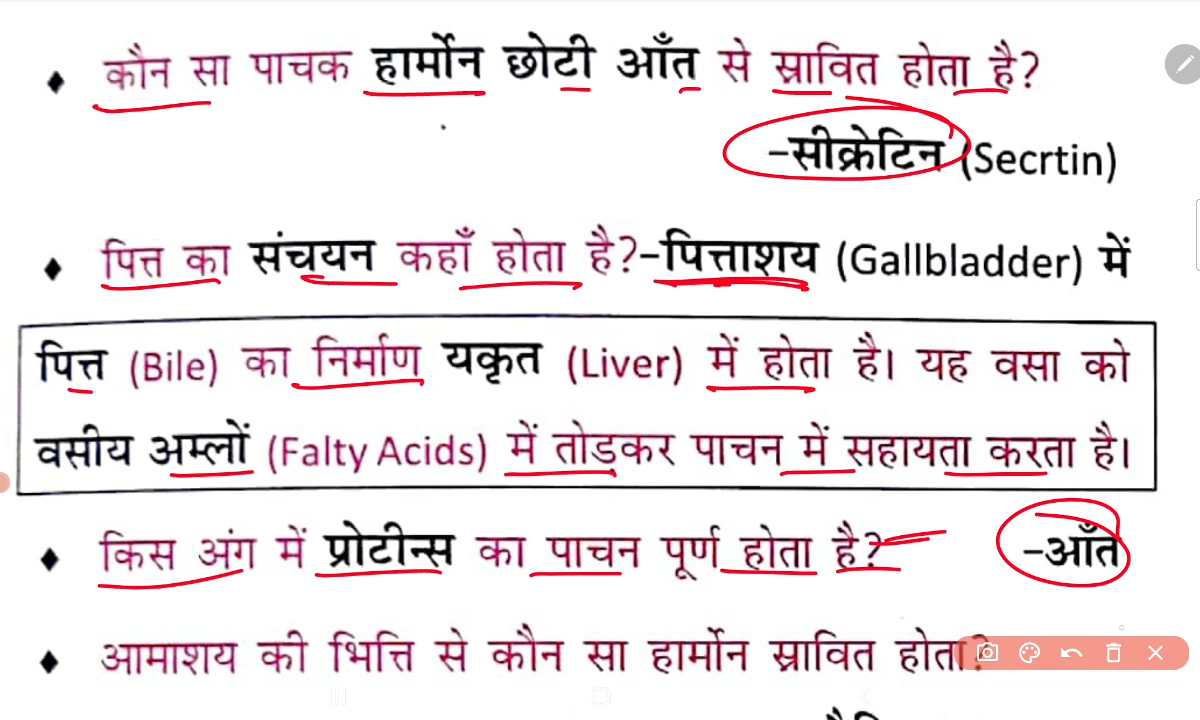 ♦ कौन सा पाचक हार्मोन छोटी आँत से स्रावित होता है?
–सीक्रेटिन (Secrtin)
♦ पित्त का संचयन कहाँ होता है?–पित्ताशय (Gallbladder) में
पित्त (Bile) का निर्माण यकृत (Liver) में होता है। यह वसा को
वसीय अम्लों (Falty Acids) में तोड़कर पाचन में सहायता करता है।
♦ किस अंग में प्रोटीन्स का पाचन पूर्ण होता है? –आँत
♦ आमाशय की भित्ति से कौन सा हार्मोन स्रावित होता?